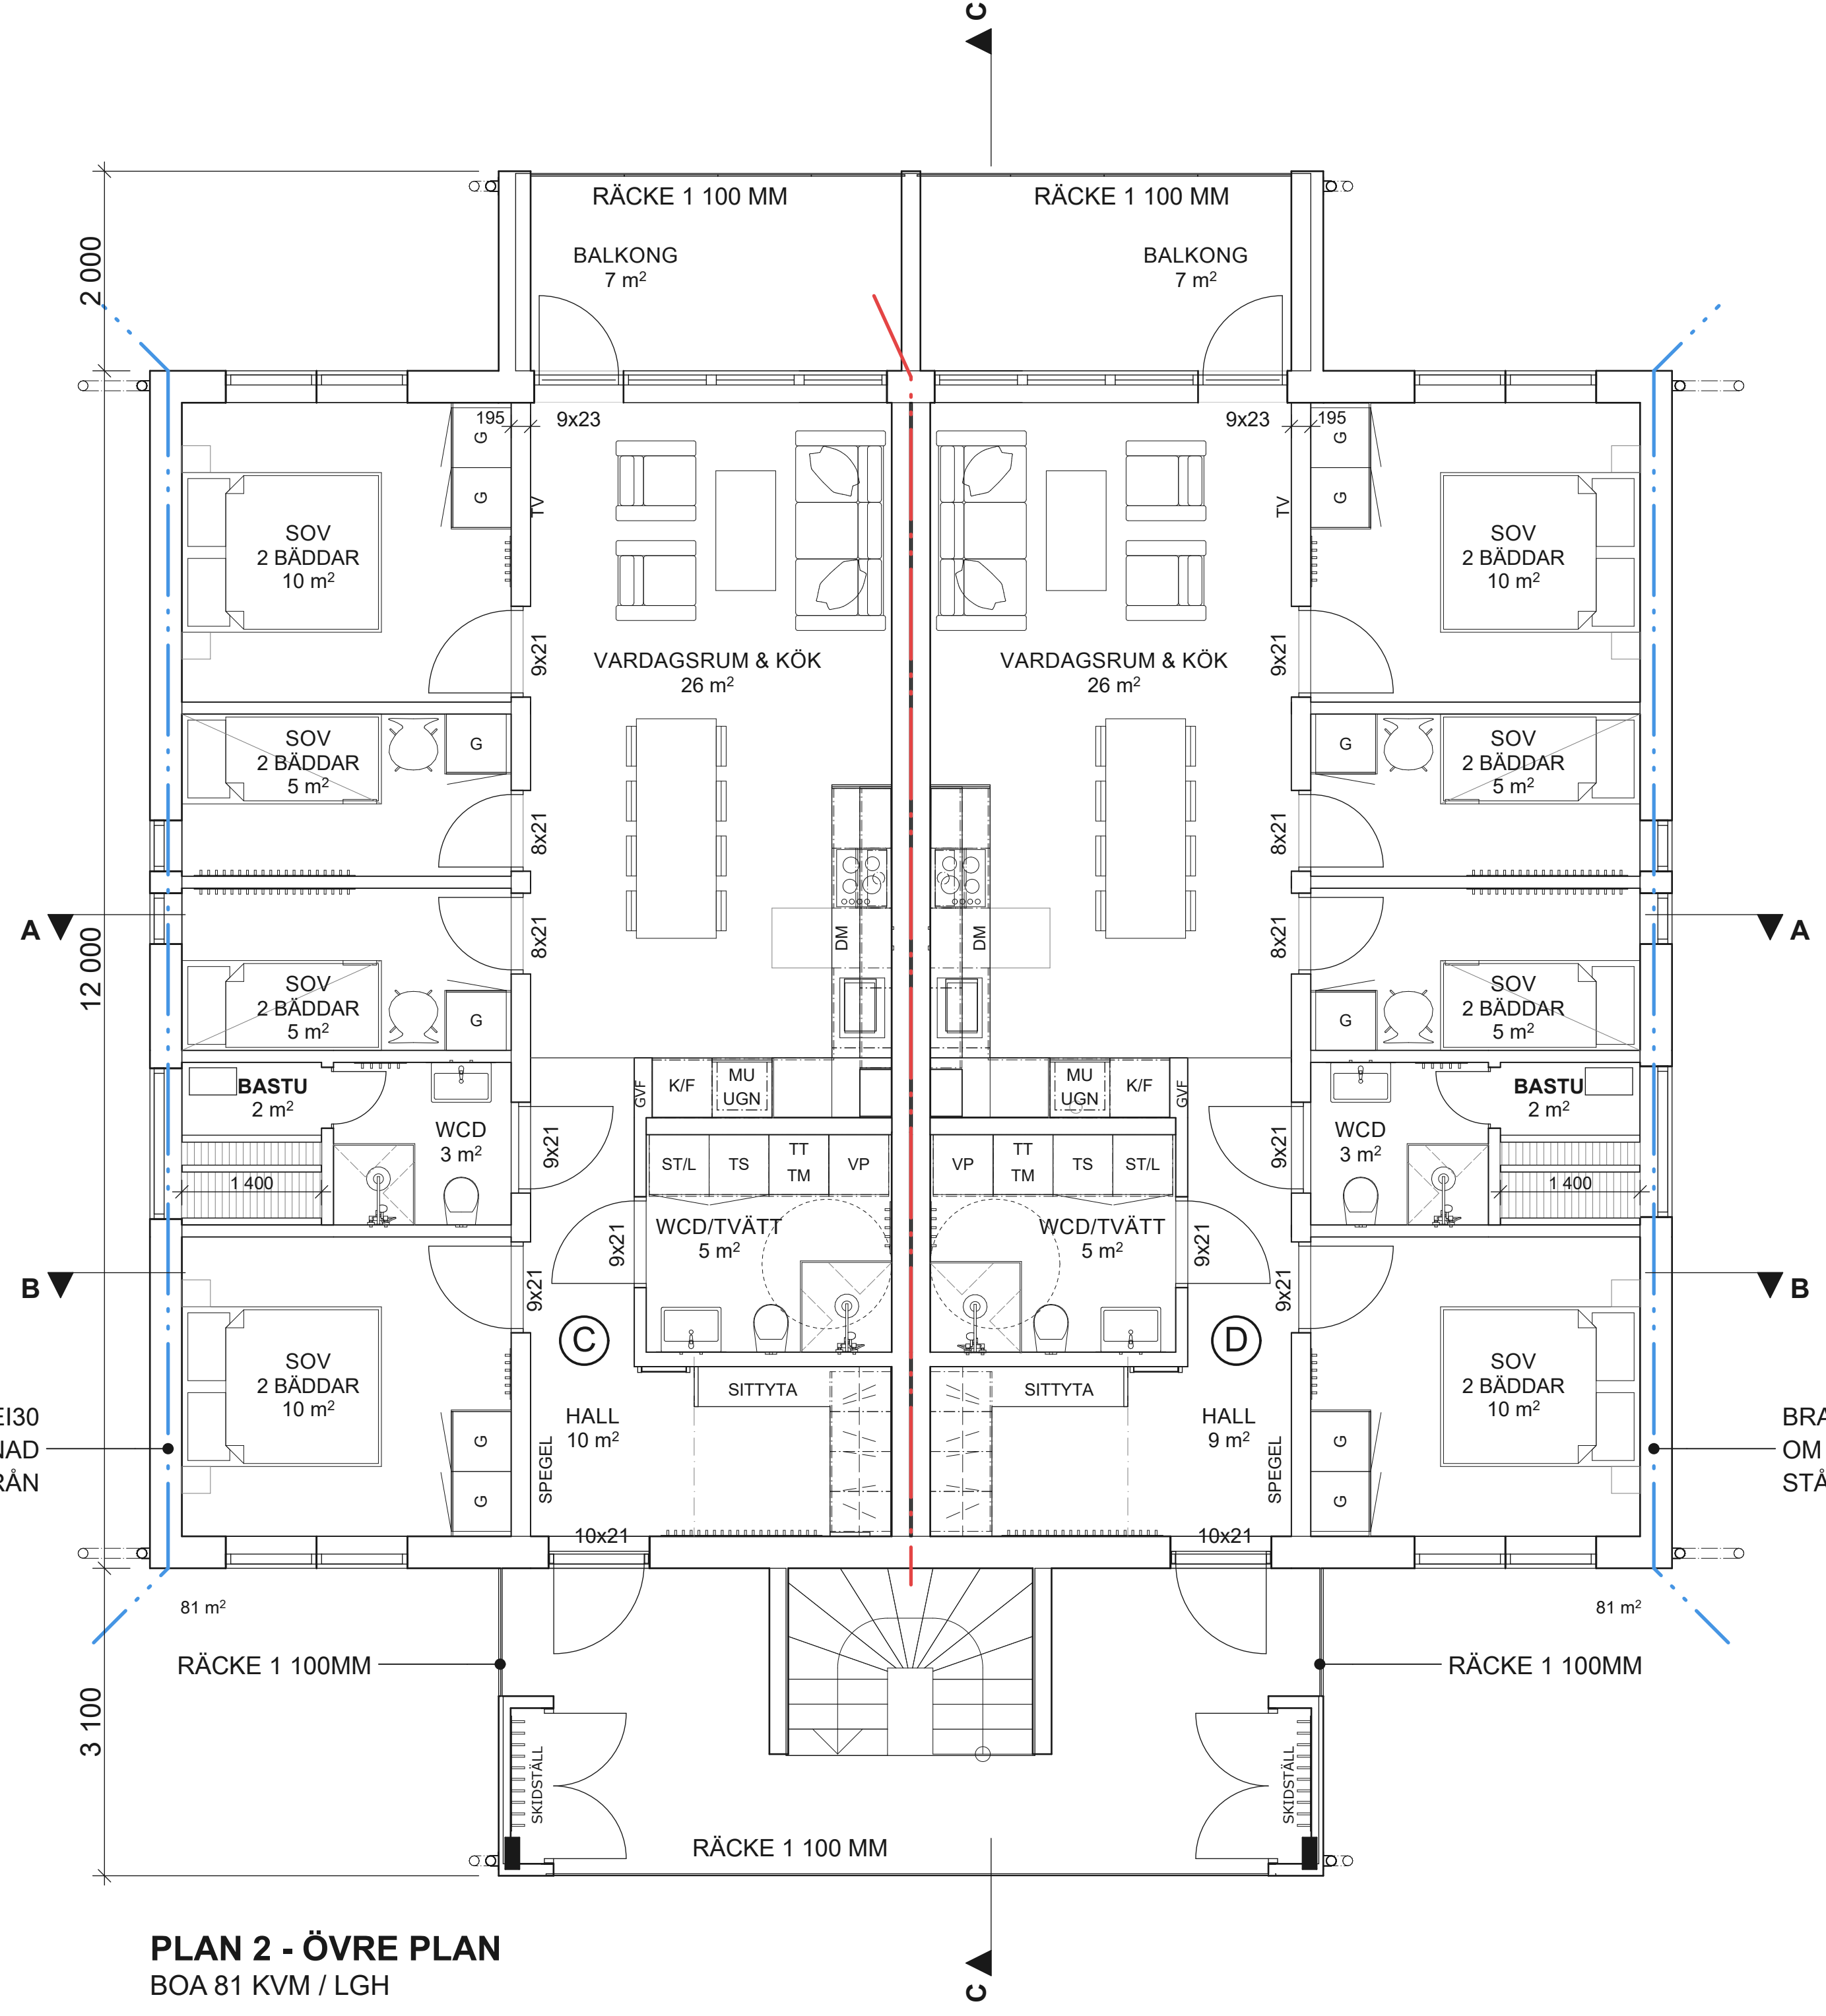 C
RÄCKE 1 100 MM
RÄCKE 1 100 MM
BALKONG
7 m²
BALKONG
7 m²
2 000
195
9x23
9x23
195
G
G
G
G
TV
TV
SOV
2 BÄDDAR
10 m²
SOV
2 BÄDDAR
10 m²
9x21
9x21
VARDAGSRUM & KÖK
26 m²
VARDAGSRUM & KÖK
26 m²
SOV
2 BÄDDAR
5 m²
G
G
SOV
2 BÄDDAR
5 m²
8x21
8x21
A
8x21
DM
DM
8x21
A
12 000
SOV
2 BÄDDAR
5 m²
G
G
SOV
2 BÄDDAR
5 m²
BASTU
2 m²
GVF
K/F
MU
UGN
MU
UGN
K/F
GVF
BASTU
2 m²
WCD
3 m²
9x21
9x21
WCD
3 m²
ST/L
TS
TT
TM
VP
VP
TT
TM
TS
ST/L
1 400
1 400
WCD/TVÄTT
5 m²
WCD/TVÄTT
5 m²
9x21
9x21
B
9x21
9x21
B
C
D
SOV
2 BÄDDAR
10 m²
SOV
2 BÄDDAR
10 m²
SITTYTA
SITTYTA
EI30
NAD
RÅN
HALL
10 m²
HALL
9 m²
BRA
OM
STÅ
G
G
SPEGEL
SPEGEL
G
G
10x21
10x21
81 m²
81 m²
RÄCKE 1 100MM
RÄCKE 1 100MM
3 100
SKIDSTÄLL
SKIDSTÄLL
RÄCKE 1 100 MM
PLAN 2 - ÖVRE PLAN
BOA 81 KVM / LGH
C